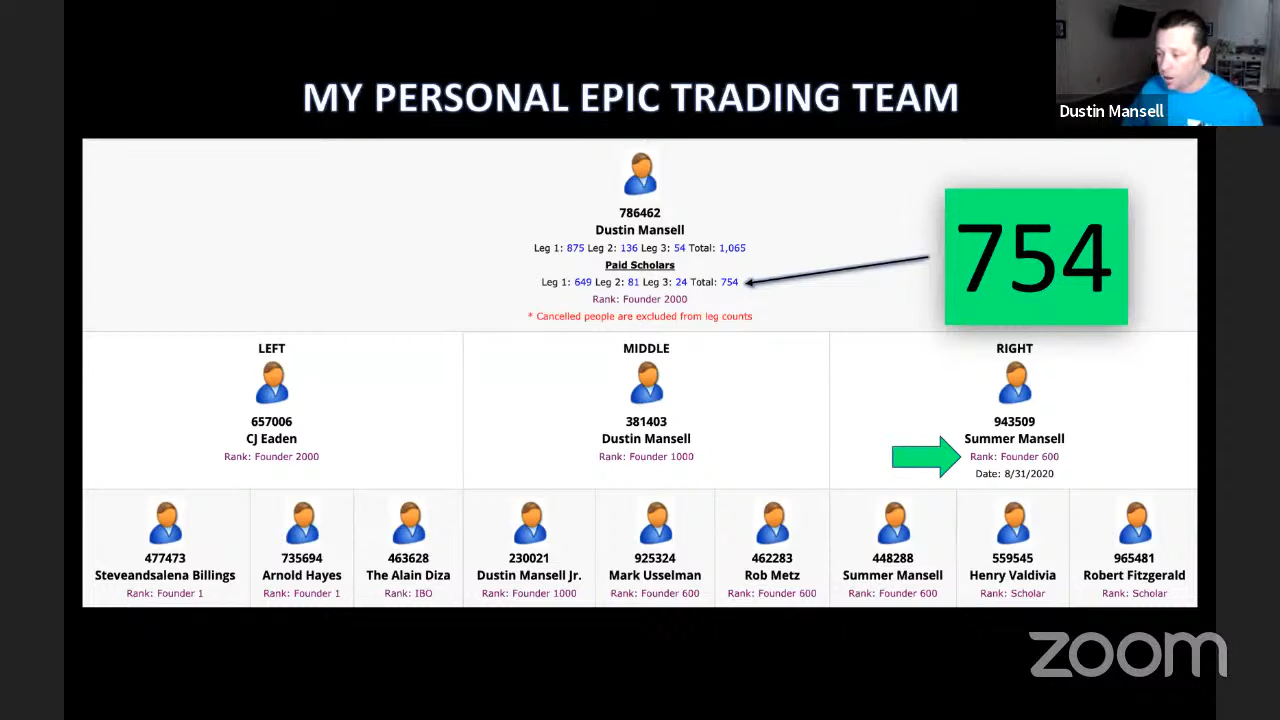 MY PERSONAL EPIC TRADING TEAM
Dustin Mansell
786462
Dustin Mansell
Leg 1: 875 Leg 2: 136 Leg 3: 54 Total: 1,065
Paid Scholars
Leg 1: 649 Leg 2: 81 Leg 3: 24 Total: 754
Rank: Founder 2000
* Cancelled people are excluded from leg counts
754
LEFT
657006
CJ Eaden
Rank: Founder 2000
MIDDLE
381403
Dustin Mansell
Rank: Founder 1000
RIGHT
943509
Summer Mansell
Rank: Founder 600
Date: 8/31/2020
477473
Steveandsalena Billings
Rank: Founder 1
735694
Arnold Hayes
Rank: Founder 1
463628
The Alain Diza
Rank: IBO
230021
Dustin Mansell Jr.
Rank: Founder 1000
925324
Mark Usselman
Rank: Founder 600
462283
Rob Metz
Rank: Founder 600
448288
Summer Mansell
Rank: Founder 600
559545
Henry Valdivia
Rank: Scholar
965481
Robert Fitzgerald
Rank: Scholar
zoom